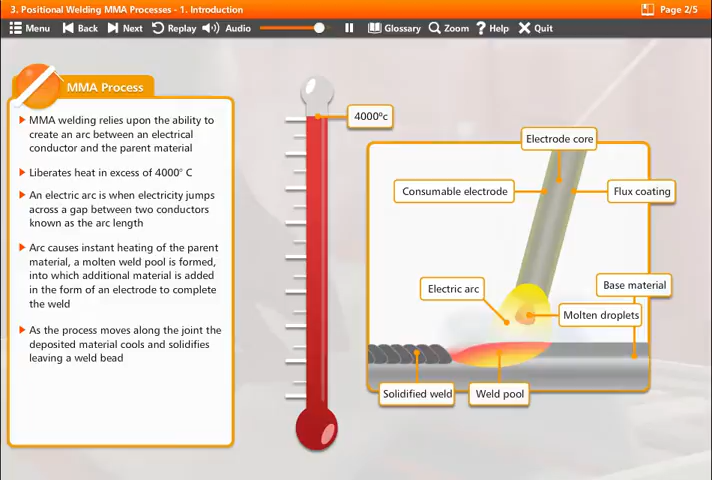 3. Positional Welding MMA Processes - 1. Introduction
Page 2/5
Menu
Back
Next
Replay
Audio
Glossary
Zoom
Help
Quit
MMA Process
MMA welding relies upon the ability to
create an arc between an electrical
conductor and the parent material
Liberates heat in excess of 4000° C
An electric arc is when electricity jumps
across a gap between two conductors
known as the arc length
Arc causes instant heating of the parent
material, a molten weld pool is formed,
into which additional material is added
in the form of an electrode to complete
the weld
As the process moves along the joint the
deposited material cools and solidifies
leaving a weld bead
4000ºc
Electrode core
Consumable electrode
Flux coating
Electric arc
Base material
Molten droplets
Solidified weld
Weld pool